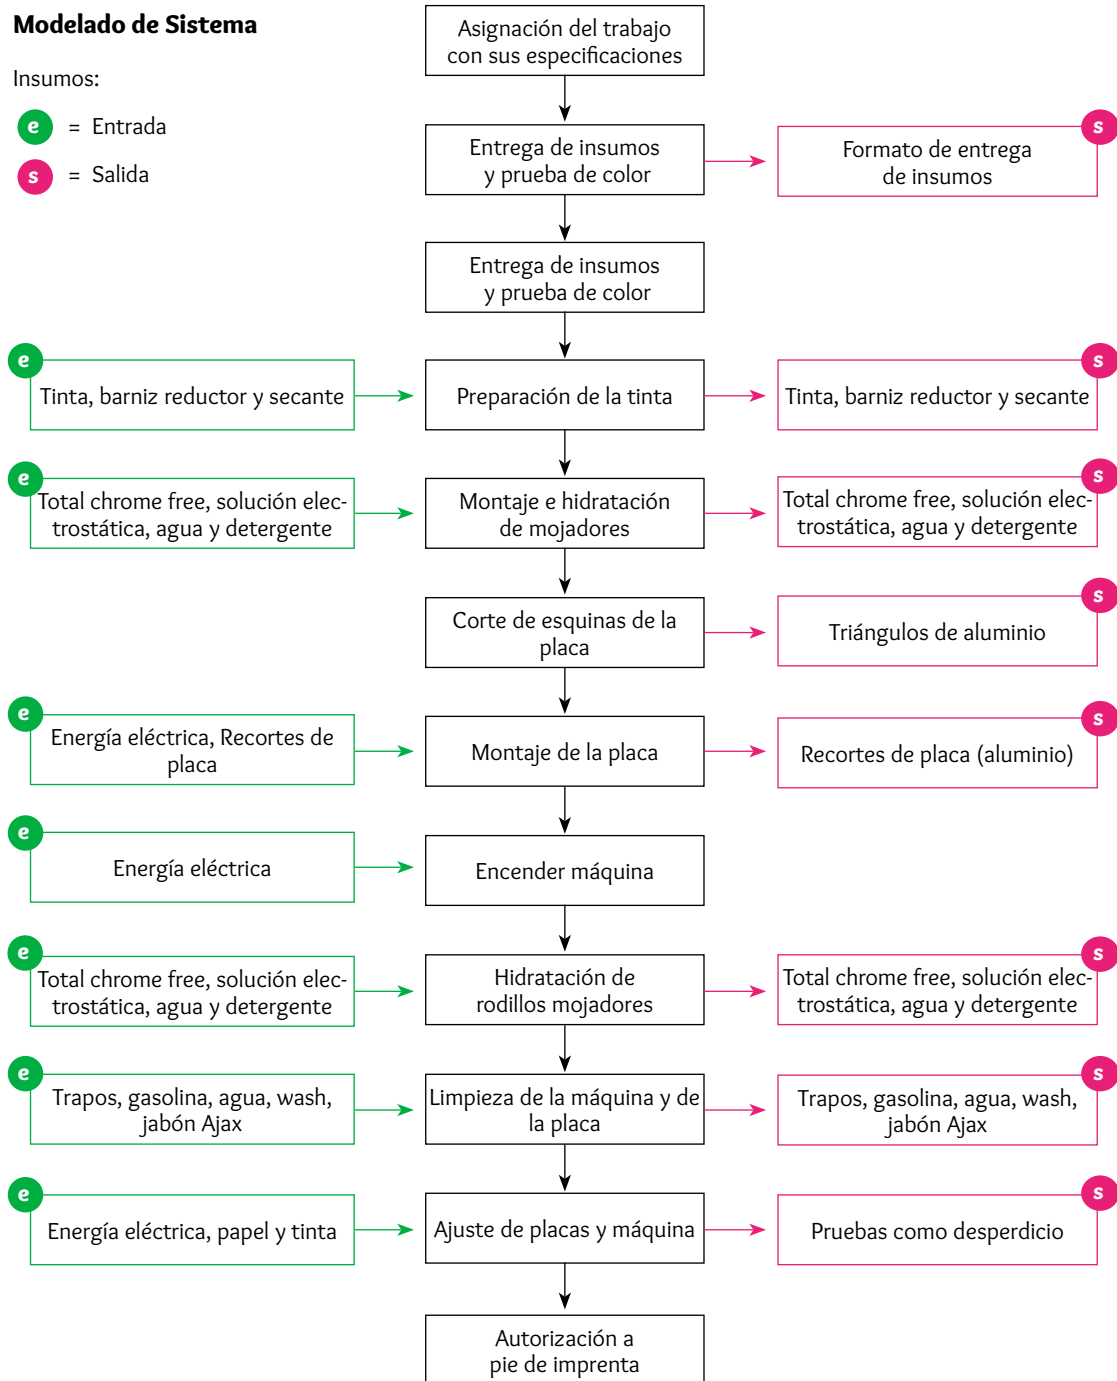 Modelado de Sistema
Insumos:
e = Entrada
s = Salida
Asignación del trabajo
con sus especificaciones
Entrega de insumos
y prueba de color
s
Formato de entrega
de insumos
Entrega de insumos
y prueba de color
e
Tinta, barniz reductor y secante
Preparación de la tinta
s
Tinta, barniz reductor y secante
e
Total chrome free, solución elec-
trostática, agua y detergente
Montaje e hidratación
de mojadores
s
Total chrome free, solución elec-
trostática, agua y detergente
Corte de esquinas de la
placa
s
Triángulos de aluminio
e
Energía eléctrica, Recortes de
placa
Montaje de la placa
s
Recortes de placa (aluminio)
e
Energía eléctrica
Encender máquina
e
Total chrome free, solución elec-
trostática, agua y detergente
Hidratación de
rodillos mojadores
s
Total chrome free, solución elec-
trostática, agua y detergente
e
Trapos, gasolina, agua, wash,
jabón Ajax
Limpieza de la máquina y de
la placa
s
Trapos, gasolina, agua, wash,
jabón Ajax
e
Energía eléctrica, papel y tinta
Ajuste de placas y máquina
s
Pruebas como desperdicio
Autorización a
pie de imprenta